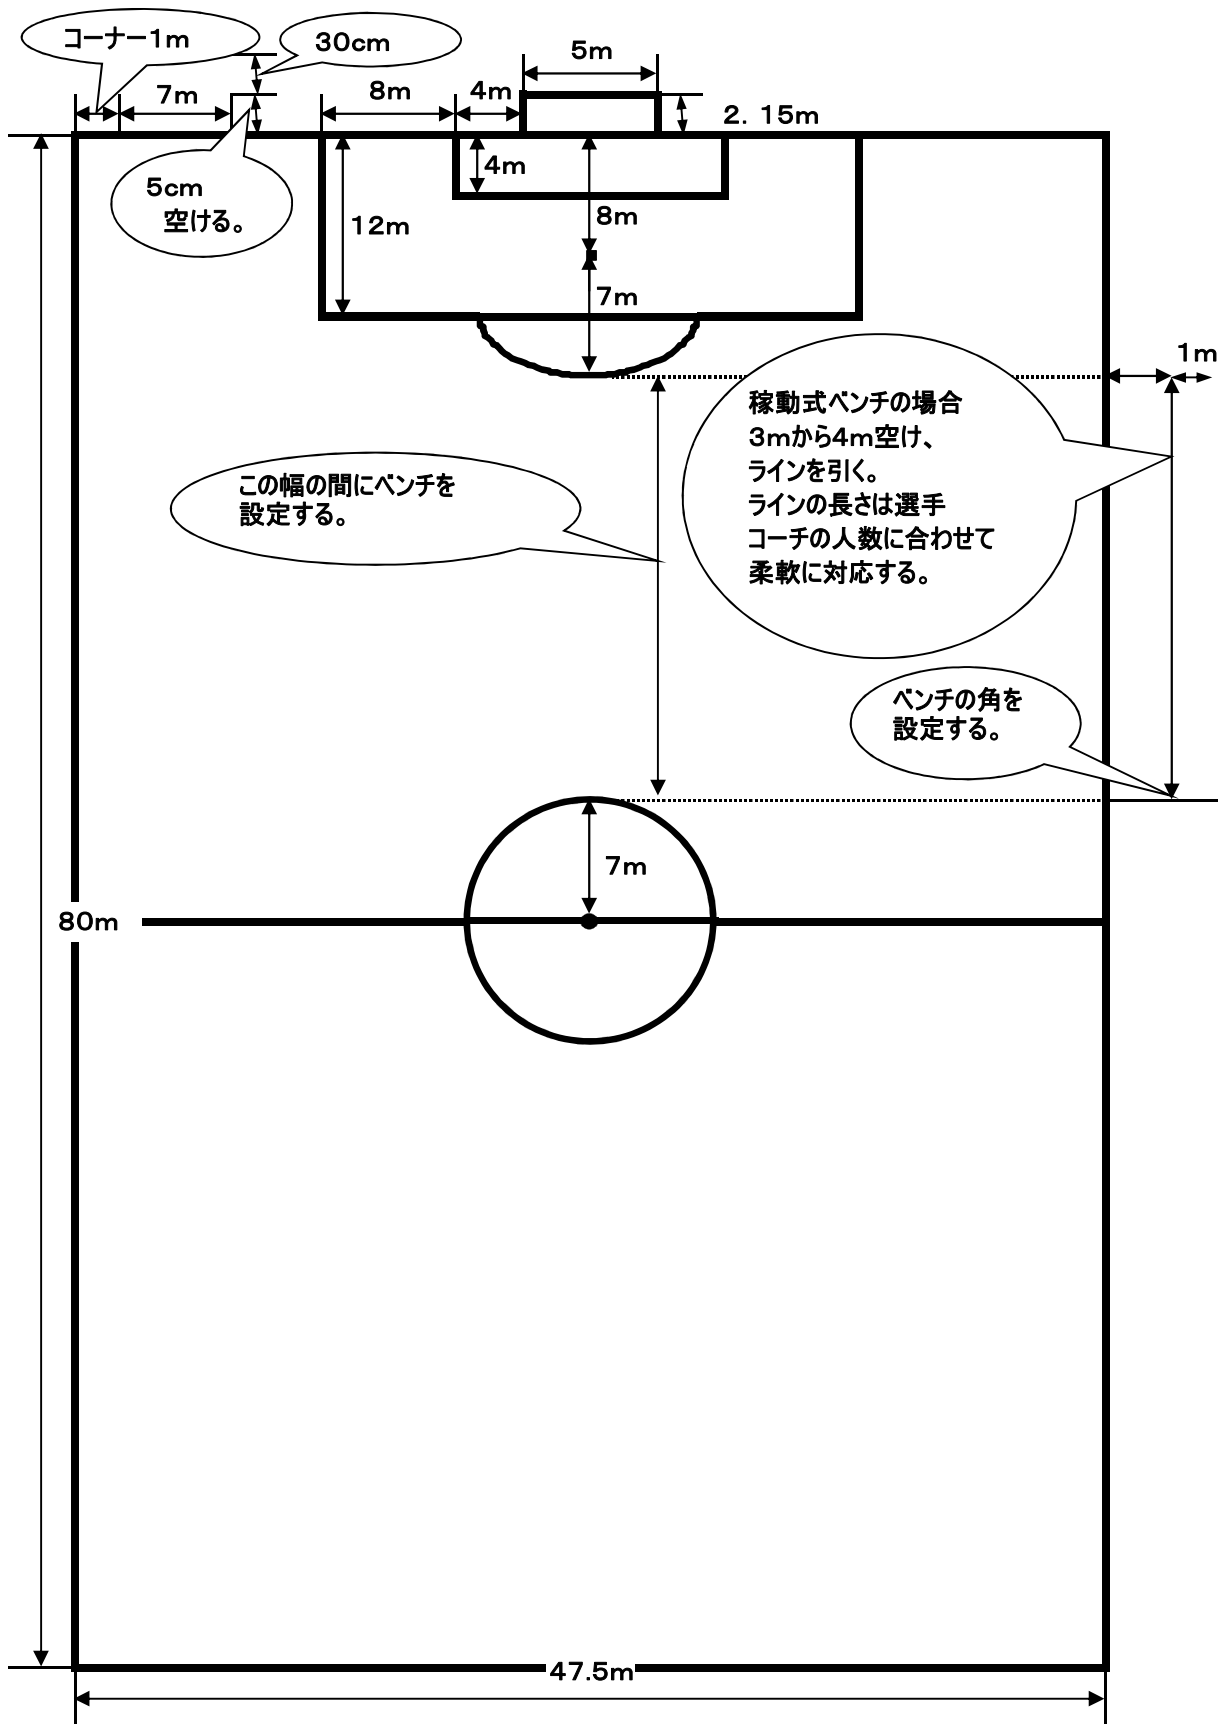 コーナー1m
30cm
5m
7m
8m
4m
2．15m
4m
5cm
空ける。
12m
8m
7m
1m
稼動式ベンチの場合
3mから4m空け、
ラインを引く。
ラインの長さは選手
コーチの人数に合わせて
柔軟に対応する。
この幅の間にベンチを
設定する。
ベンチの角を
設定する。
7m
80m
47.5m